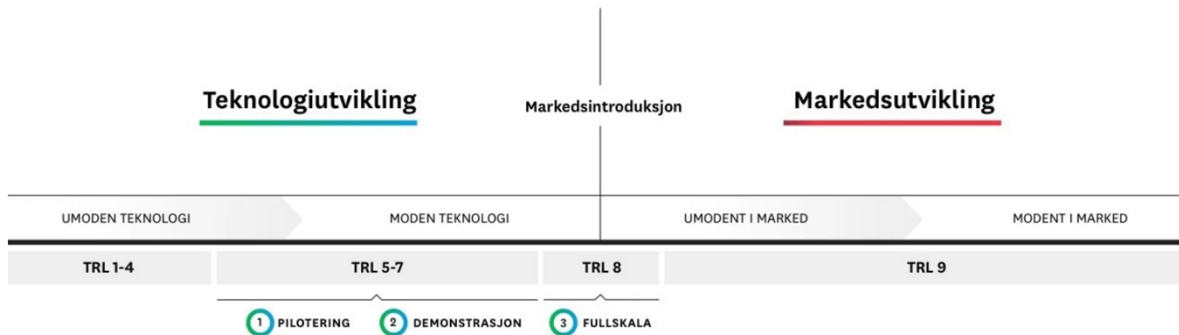 Teknologiutvikling
Markedsintroduksjon
Markedsutvikling
UMODEN TEKNOLOGI
MODEN TEKNOLOGI
UMODENT I MARKED
MODENT I MARKED
TRL 1-4
TRL 5-7
TRL 8
TRL 9
1 PILOTERING
2 DEMONSTRASJON
3 FULLSKALA